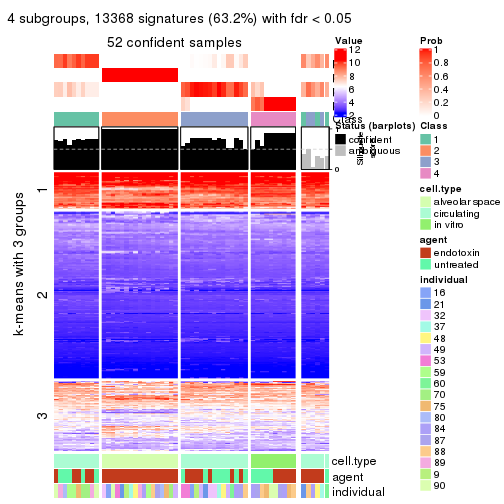 4 subgroups, 13368 signatures (63.2%) with fdr < 0.05
52 confident samples
k-means with 3 groups
1
2
3
Class
Silhouette
score
0
cell.type
agent
individual
Value
12
10
8
6
4
2
Status (barplots)
confident
ambiguous
Prob
1
0.8
0.6
0.4
0.2
0
Class
1
2
3
4
cell.type
alveolar space
circulating
in vitro
agent
endotoxin
untreated
individual
16
21
32
37
48
49
53
59
60
70
75
80
84
87
88
89
9
90